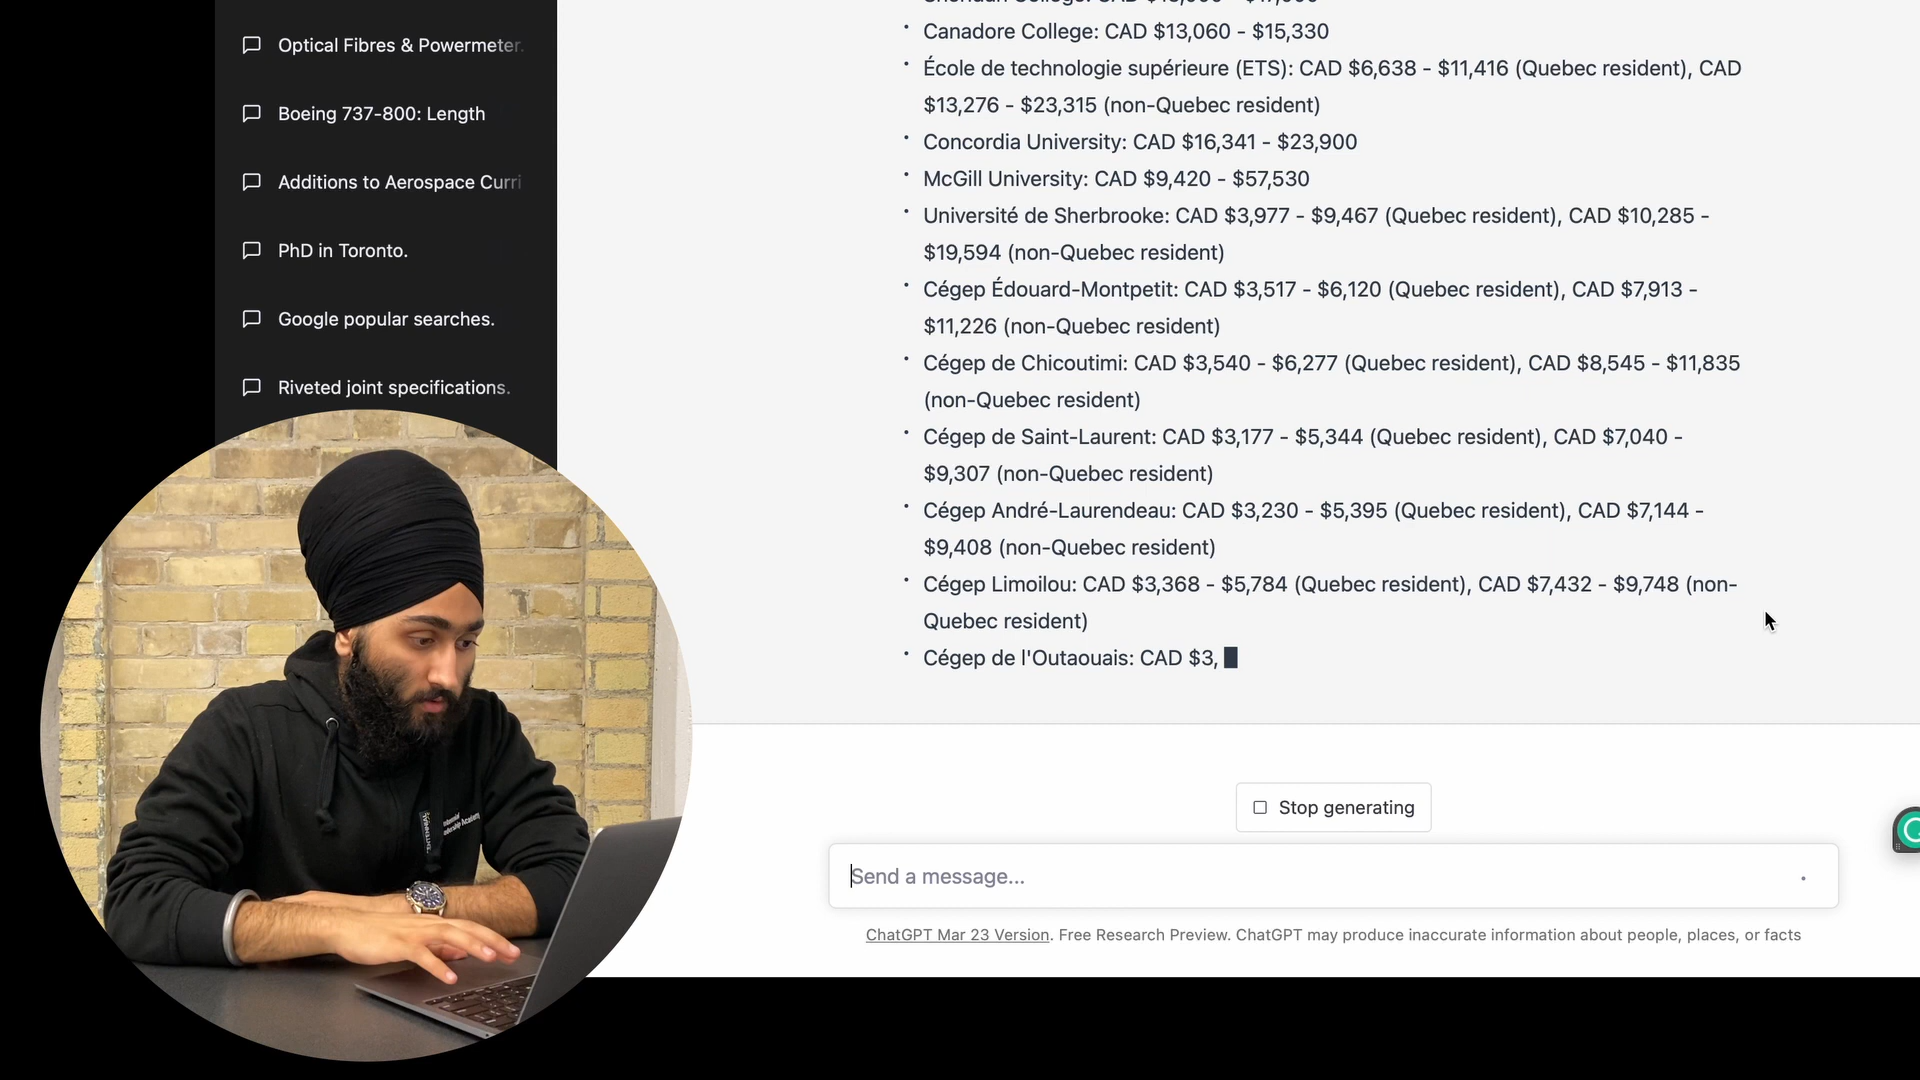 Optical Fibres & Powermeter.
Boeing 737-800: Length
Additions to Aerospace Curri
PhD in Toronto.
Google popular searches.
Riveted joint specifications.
Canadore College: CAD $13,060 - $15,330
École de technologie supérieure (ETS): CAD $6,638 - $11,416 (Quebec resident), CAD
$13,276 - $23,315 (non-Quebec resident)
Concordia University: CAD $16,341 - $23,900
McGill University: CAD $9,420 - $57,530
Université de Sherbrooke: CAD $3,977 - $9,467 (Quebec resident), CAD $10,285 -
$19,594 (non-Quebec resident)
Cégep Édouard-Montpetit: CAD $3,517 - $6,120 (Quebec resident), CAD $7,913 -
$11,226 (non-Quebec resident)
Cégep de Chicoutimi: CAD $3,540 - $6,277 (Quebec resident), CAD $8,545 - $11,835
(non-Quebec resident)
Cégep de Saint-Laurent: CAD $3,177 - $5,344 (Quebec resident), CAD $7,040 -
$9,307 (non-Quebec resident)
Cégep André-Laurendeau: CAD $3,230 - $5,395 (Quebec resident), CAD $7,144 -
$9,408 (non-Quebec resident)
Cégep Limoilou: CAD $3,368 - $5,784 (Quebec resident), CAD $7,432 - $9,748 (non-
Quebec resident)
Cégep de l'Outaouais: CAD $3,
Stop generating
Send a message...
ChatGPT Mar 23 Version. Free Research Preview. ChatGPT may produce inaccurate information about people, places, or facts